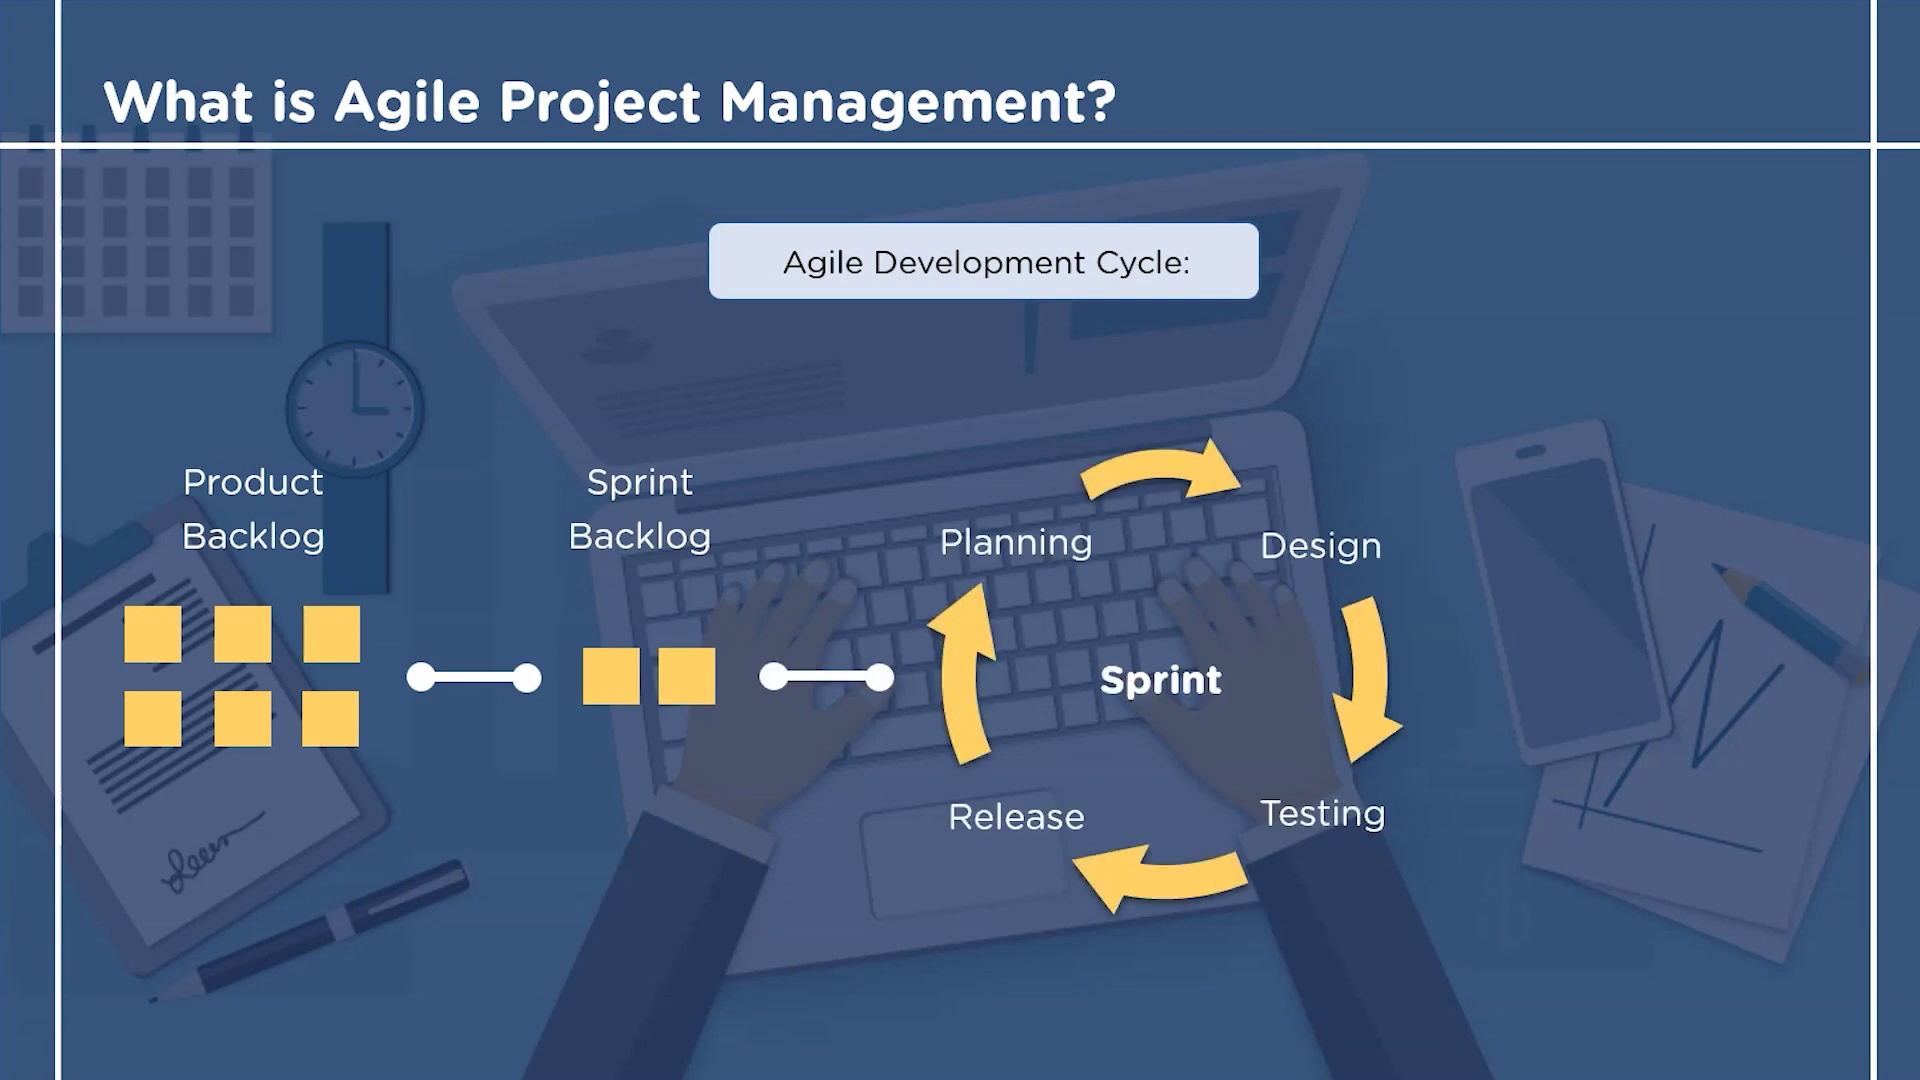 What is Agile Project Management?
Agile Development Cycle:
Product
Backlog
Sprint
Backlog
Planning
Design
Sprint
Release
Testing